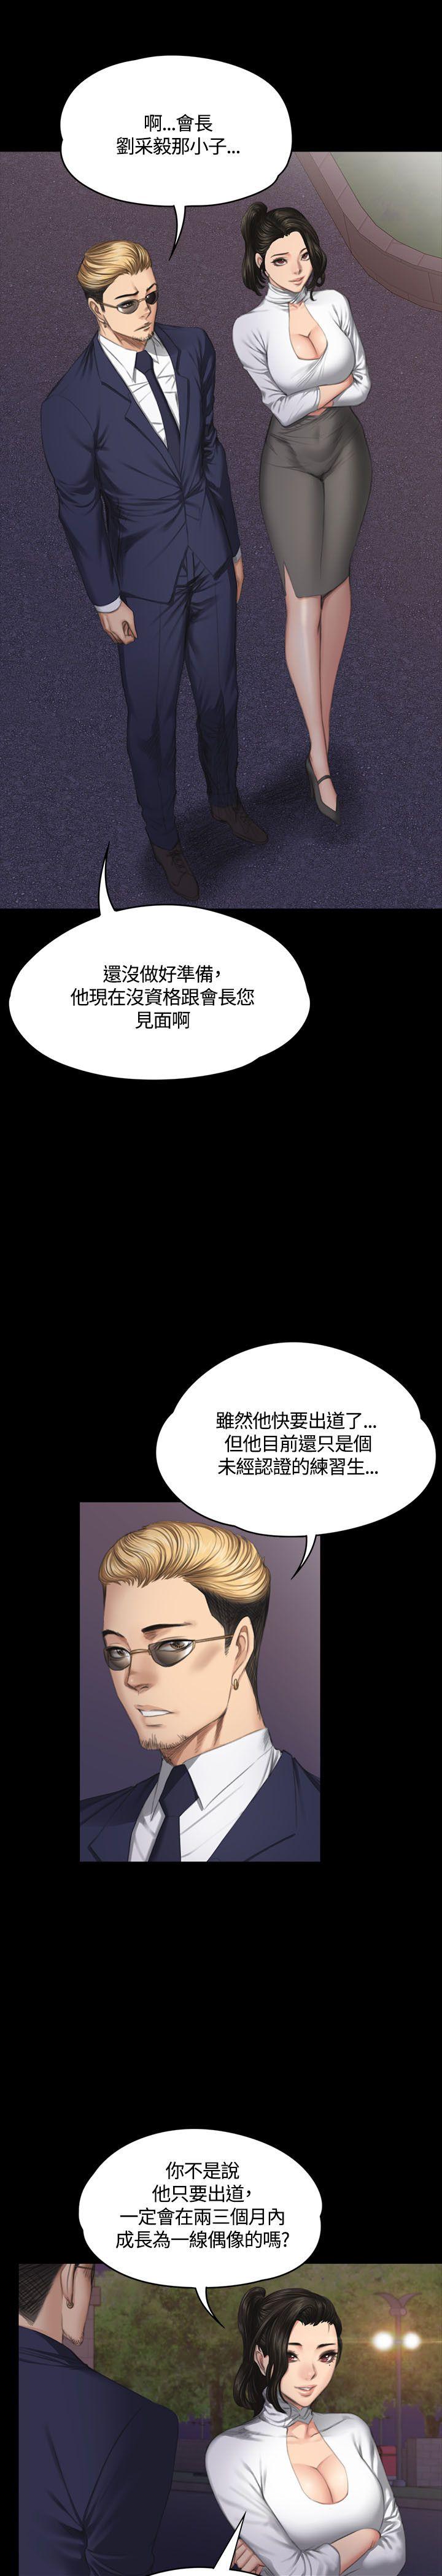 啊...會長
劉采毅那小子...
還沒做好準備,
他現在沒資格跟會長您
見面啊
雖然他快要出道了...
但他目前還只是個
未經認證的練習生...
你不是說
他只要出道,
一定會在兩三個月內
成長為一線偶像的嗎?